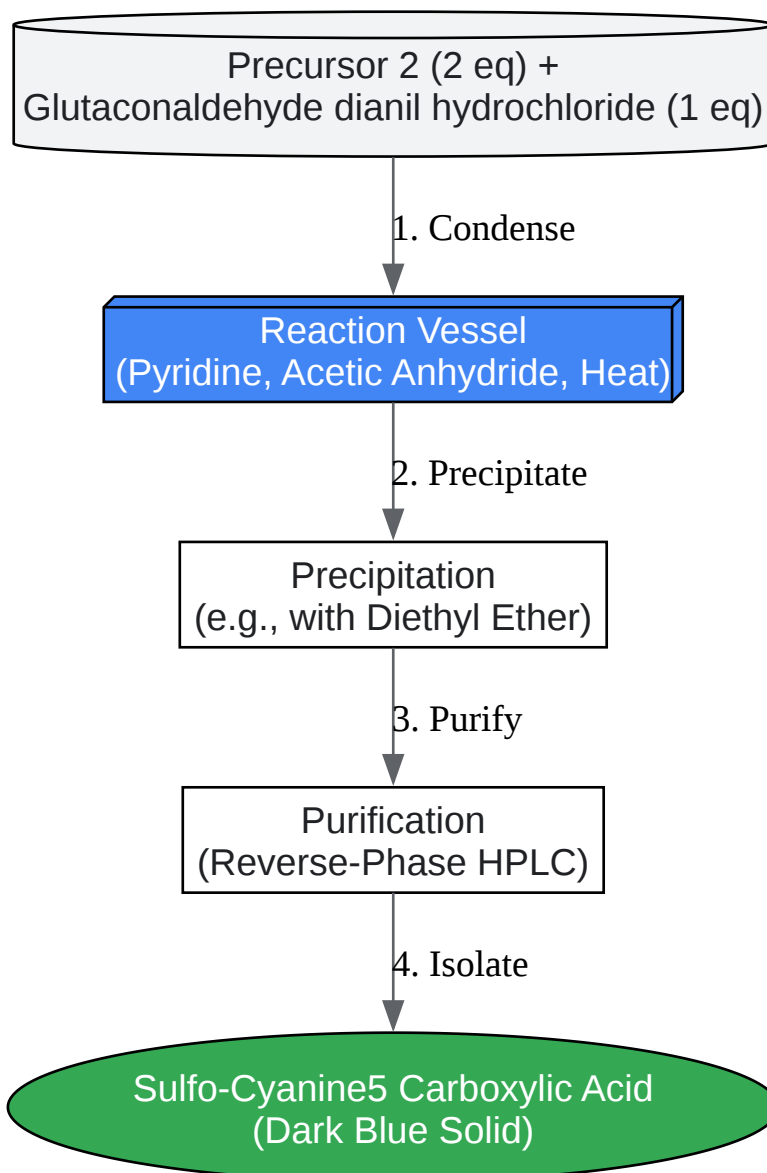 Precursor 2 (2 eq) +
Glutaconaldehyde dianil hydrochloride (1 eq)
1. Condense
Reaction Vessel
(Pyridine, Acetic Anhydride, Heat)
2. Precipitate
Precipitation
(e.g., with Diethyl Ether)
3. Purify
Purification
(Reverse-Phase HPLC)
4. Isolate
Sulfo-Cyanine5 Carboxylic Acid
(Dark Blue Solid)